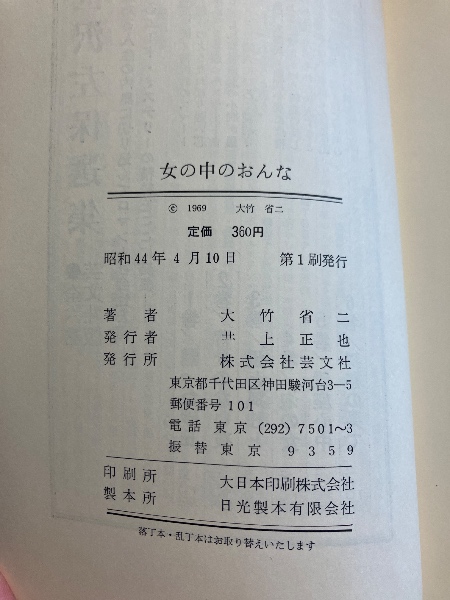 女の中のおんな
© 1969 大竹 省二
定価 360円
昭和44年4月10日 第1刷発行
著者 大竹省二
発行者 井上正也
発行所 株式会社芸文社
東京都千代田区神田駿河台3-5
郵便番号 101
電話 東京 (292) 7501〜3
振替東京 9359
印刷所 大日本印刷株式会社
製本所 日光製本有限会社
落丁本・乱丁本はお取り替えいたします